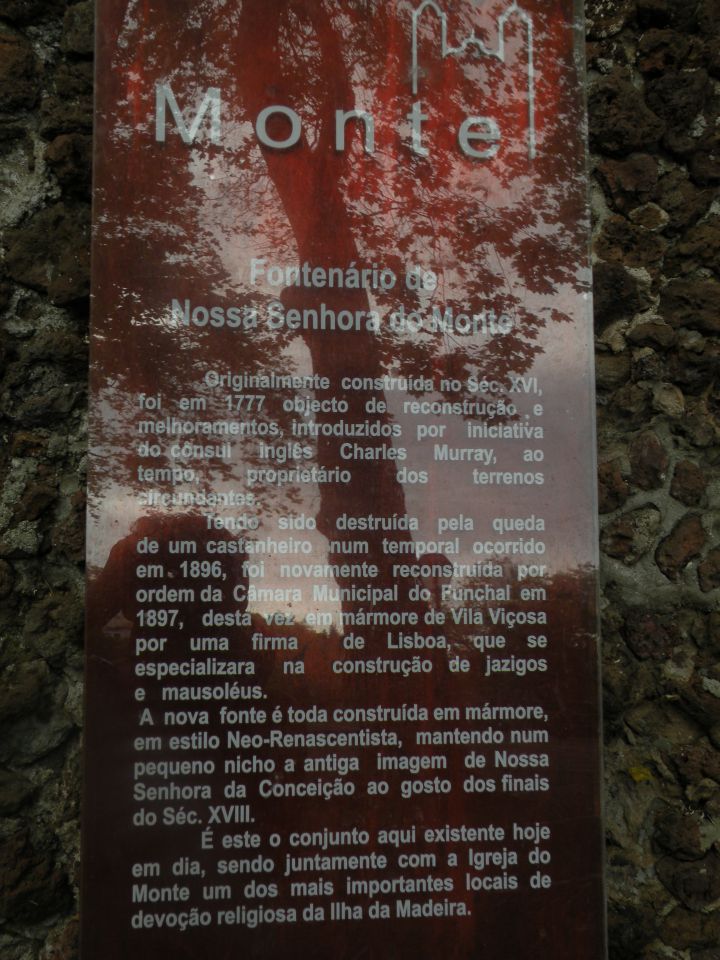 Monte
Fontenário de
Nossa Senhora do Monte
Originalmente construída no Séc. XVI,
foi em 1777 objecto de reconstrução e
melhoramentos, introduzidos por iniciativa
do cônsul inglês Charles Murray, ao
tempo, proprietário dos terrenos
circundantes.
Tendo sido destruída pela queda
de um castanheiro num temporal ocorrido
em 1896, foi novamente reconstruída por
ordem da Câmara Municipal do Funchal em
1897, desta vez em mármore de Vila Viçosa
por uma firma de Lisboa, que se
especializara na construção de jazigos
e mausoléus.
A nova fonte é toda construída em mármore,
em estilo Neo-Renascentista, mantendo num
pequeno nicho a antiga imagem de Nossa
Senhora da Conceição ao gosto dos finais
do Séc. XVIII.
É este o conjunto aqui existente hoje
em dia, sendo juntamente com a Igreja do
Monte um dos mais importantes locais de
devoção religiosa da Ilha da Madeira.